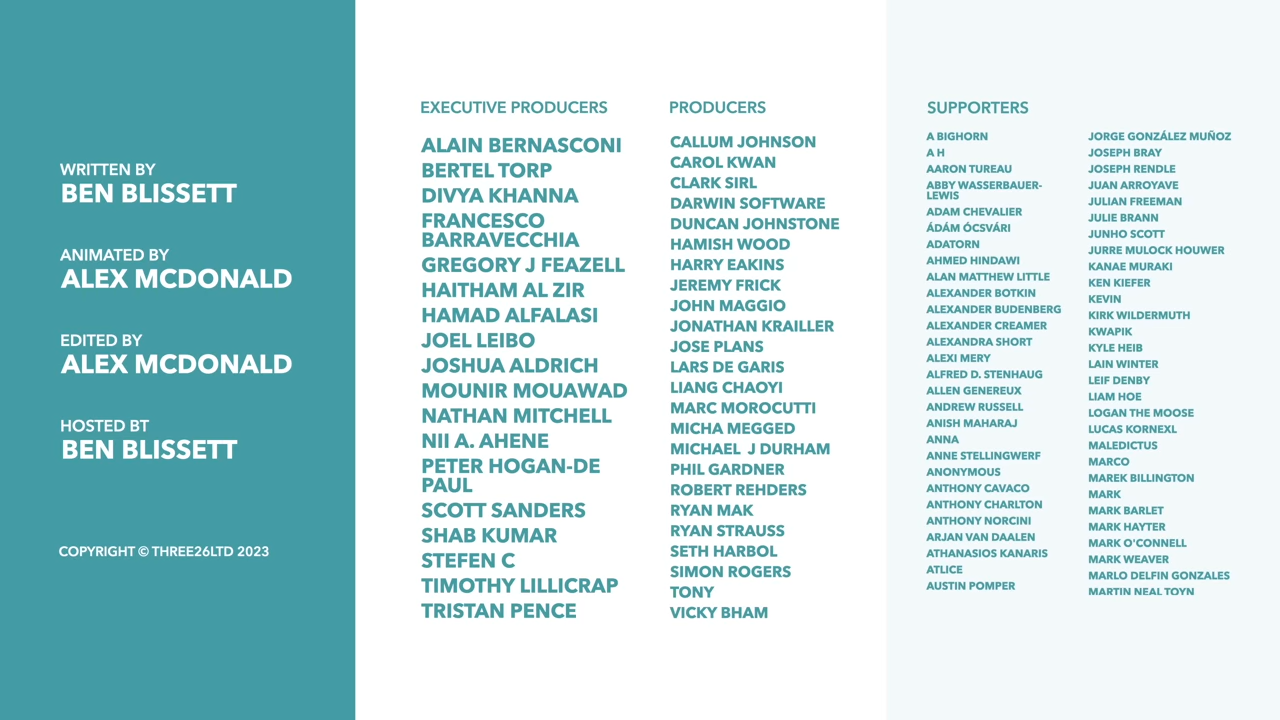 WRITTEN BY
BEN BLISSETT
ANIMATED BY
ALEX MCDONALD
EDITED BY
ALEX MCDONALD
HOSTED BT
BEN BLISSETT
COPYRIGHT © THREE26LTD 2023
EXECUTIVE PRODUCERS
ALAIN BERNASCONI
BERTEL TORP
DIVYA KHANNA
FRANCESCO
BARRAVECCHIA
GREGORY J FEAZELL
HAITHAM AL ZIR
HAMAD ALFALASI
JOEL LEIBO
JOSHUA ALDRICH
MOUNIR MOUAWAD
NATHAN MITCHELL
NII A. AHENE
PETER HOGAN-DE
PAUL
SCOTT SANDERS
SHAB KUMAR
STEFEN C
TIMOTHY LILLICRAP
TRISTAN PENCE
PRODUCERS
CALLUM JOHNSON
CAROL KWAN
CLARK SIRL
DARWIN SOFTWARE
DUNCAN JOHNSTONE
HAMISH WOOD
HARRY EAKINS
JEREMY FRICK
JOHN MAGGIO
JONATHAN KRAILLER
JOSE PLANS
LARS DE GARIS
LIANG CHAOYI
MARC MOROCUTTI
MICHA MEGGED
MICHAEL  J DURHAM
PHIL GARDNER
ROBERT REHDERS
RYAN MAK
RYAN STRAUSS
SETH HARBOL
SIMON ROGERS
TONY
VICKY BHAM
SUPPORTERS
A BIGHORN
A H
AARON TUREAU
ABBY WASSERBAUER-
LEWIS
ADAM CHEVALIER
ÁDÁM ÓCSVÁRI
ADATORN
AHMED HINDAWI
ALAN MATTHEW LITTLE
ALEXANDER BOTKIN
ALEXANDER BUDENBERG
ALEXANDER CREAMER
ALEXANDRA SHORT
ALEXI MERY
ALFRED D. STENHAUG
ALLEN GENEREUX
ANDREW RUSSELL
ANISH MAHARAJ
ANNA
ANNE STELLINGWERF
ANONYMOUS
ANTHONY CAVACO
ANTHONY CHARLTON
ANTHONY NORCINI
ARJAN VAN DAALEN
ATHANASIOS KANARIS
ATLICE
AUSTIN POMPER
JORGE GONZÁLEZ MUÑOZ
JOSEPH BRAY
JOSEPH RENDLE
JUAN ARROYAVE
JULIAN FREEMAN
JULIE BRANN
JUNHO SCOTT
JURRE MULOCK HOUWER
KANAE MURAKI
KEN KIEFER
KEVIN
KIRK WILDERMUTH
KWAPIK
KYLE HEIB
LAIN WINTER
LEIF DENBY
LIAM HOE
LOGAN THE MOOSE
LUCAS KORNEXL
MALEDICTUS
MARCO
MAREK BILLINGTON
MARK
MARK BARLET
MARK HAYTER
MARK O'CONNELL
MARK WEAVER
MARLO DELFIN GONZALES
MARTIN NEAL TOYN